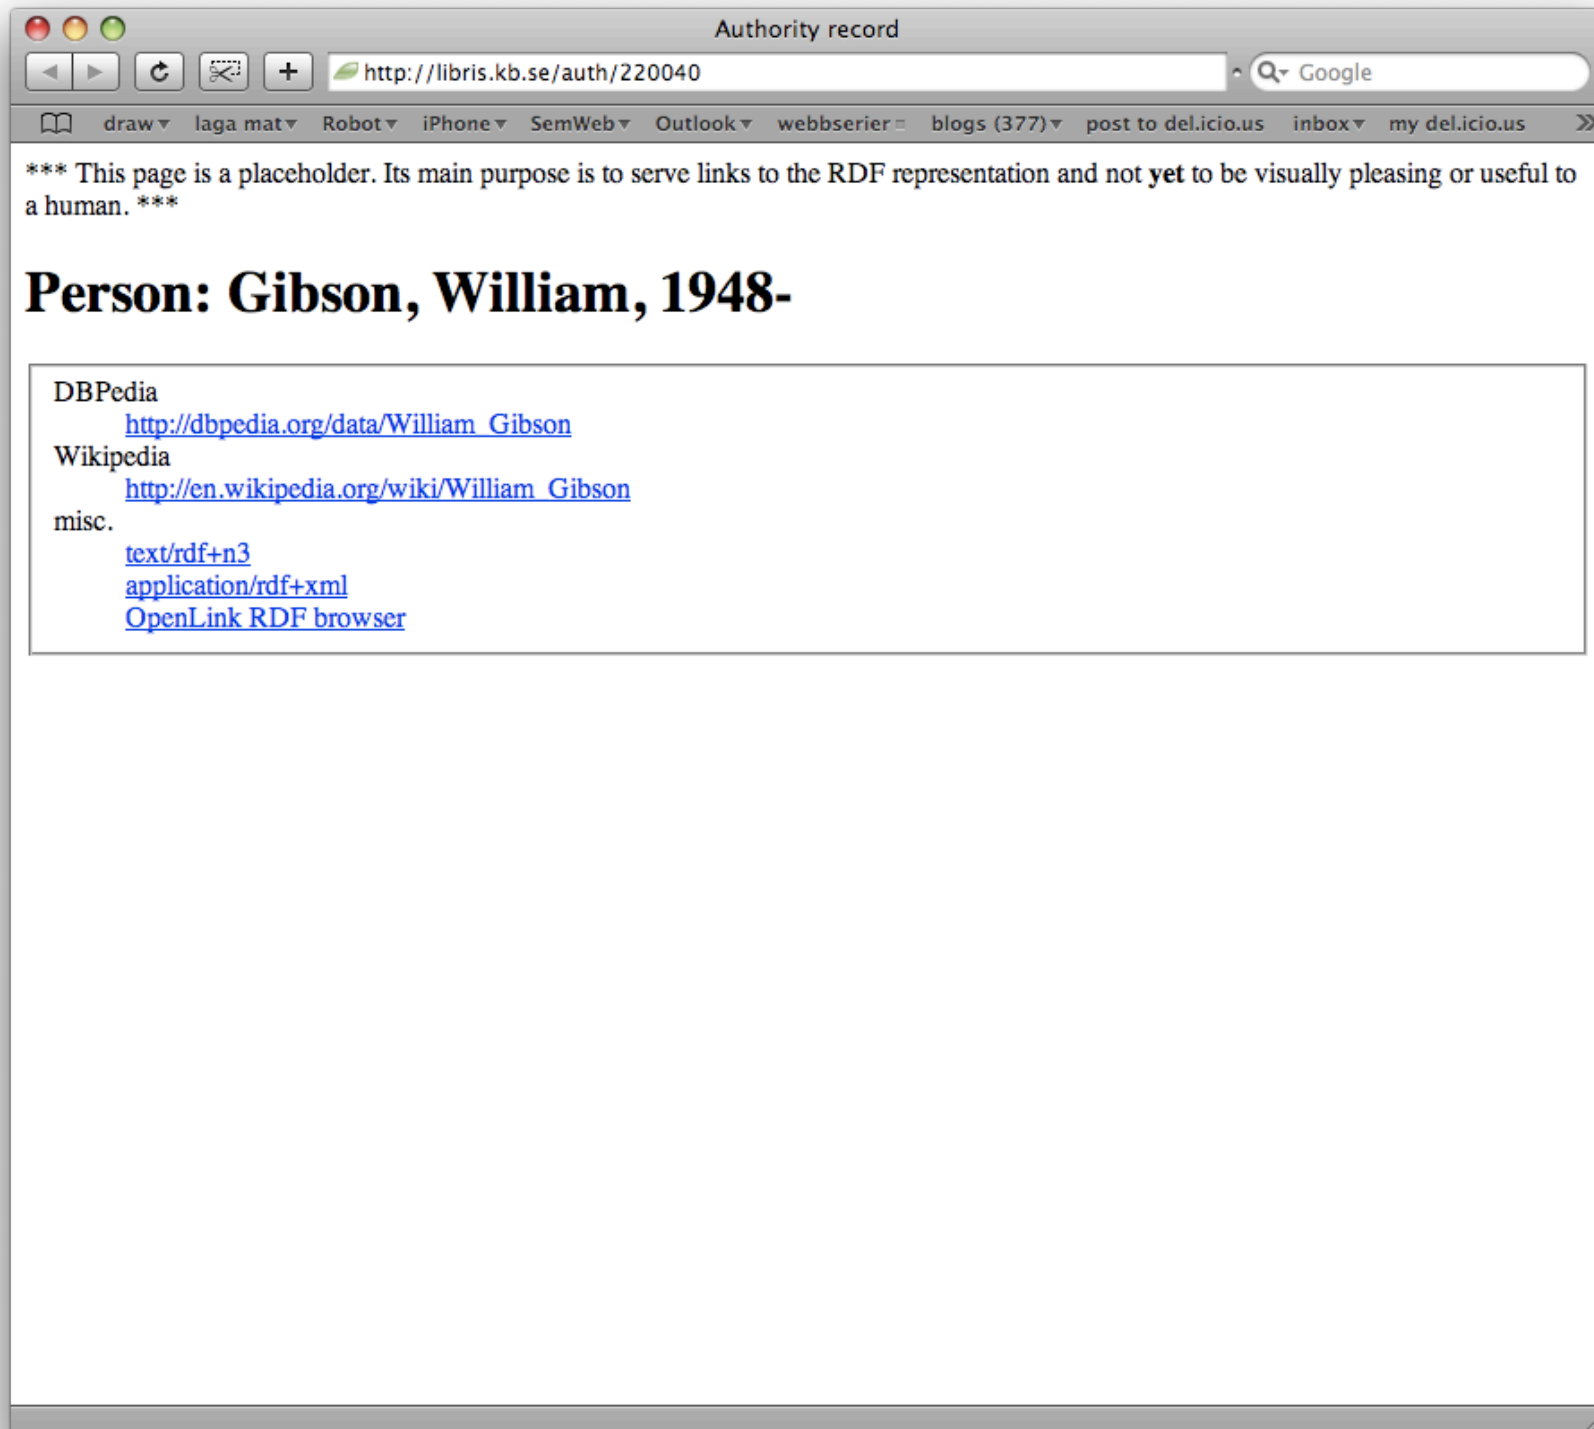 Authority record
http://libris.kb.se/auth/220040
Google
draw laga mat Robot iPhone SemWeb Outlook webbserier blogs (377) post to del.icio.us inbox my del.icio.us
*** This page is a placeholder. Its main purpose is to serve links to the RDF representation and not yet to be visually pleasing or useful to
a human. ***
Person: Gibson, William, 1948-
DBPedia
http://dbpedia.org/data/William_Gibson
Wikipedia
http://en.wikipedia.org/wiki/William_Gibson
misc.
text/rdf+n3
application/rdf+xml
OpenLink RDF browser